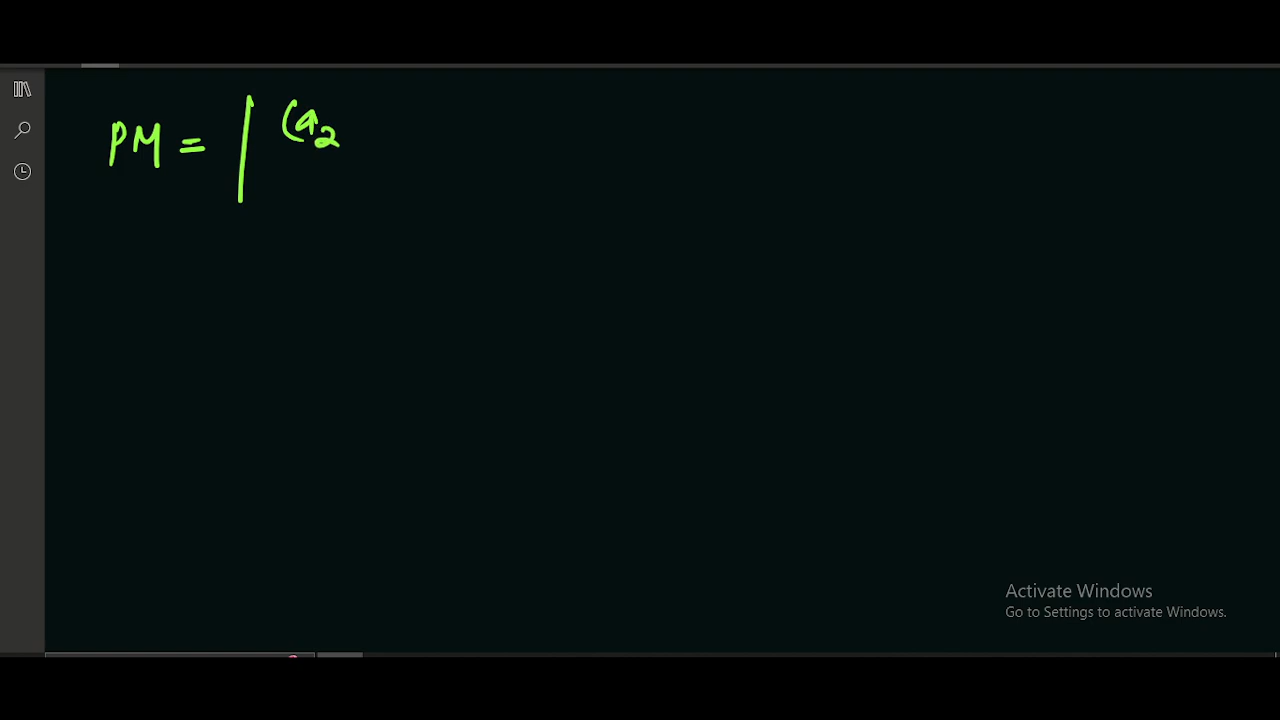 PM = | (a₂
Activate Windows
Go to Settings to activate Windows.